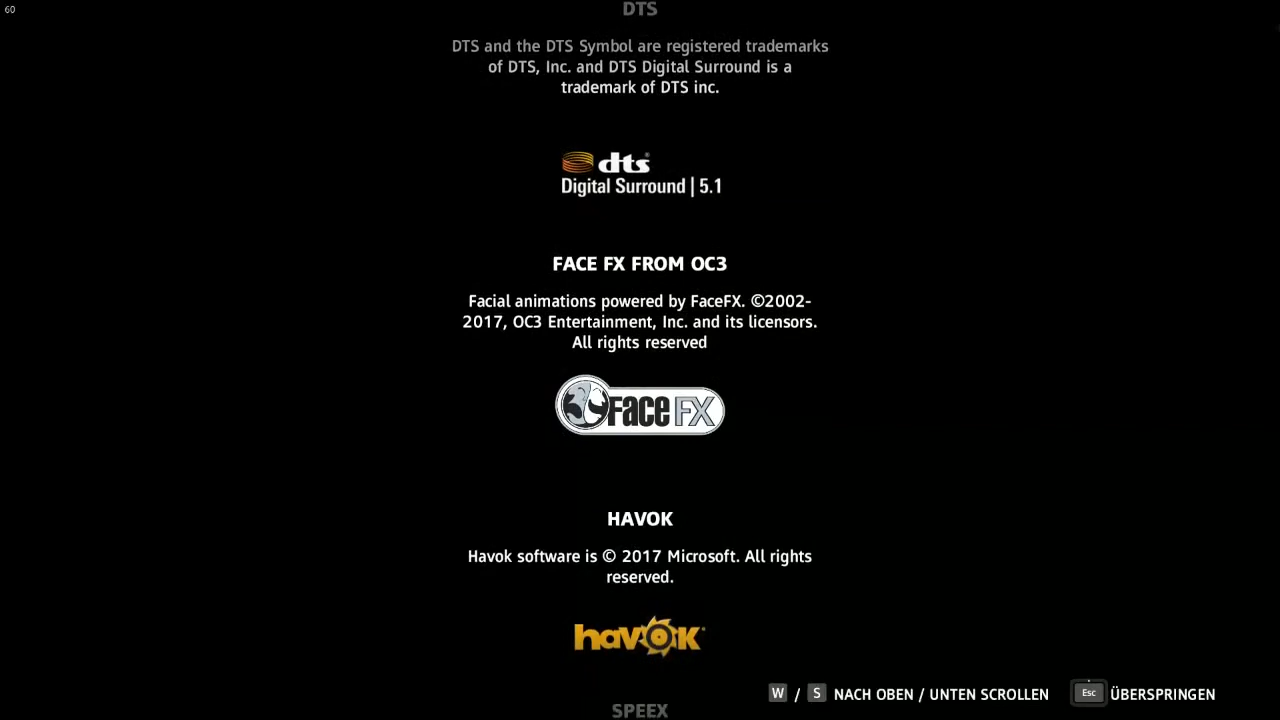 60
DTS
DTS and the DTS Symbol are registered trademarks
of DTS, Inc. and DTS Digital Surround is a
trademark of DTS inc.
dts®
Digital Surround | 5.1
FACE FX FROM OC3
Facial animations powered by FaceFX. ©2002-
2017, OC3 Entertainment, Inc. and its licensors.
All rights reserved
FACE FX
HAVOK
Havok software is © 2017 Microsoft. All rights
reserved.
havok
W / S NACH OBEN / UNTEN SCROLLEN Esc ÜBERSPRINGEN
SPEEX